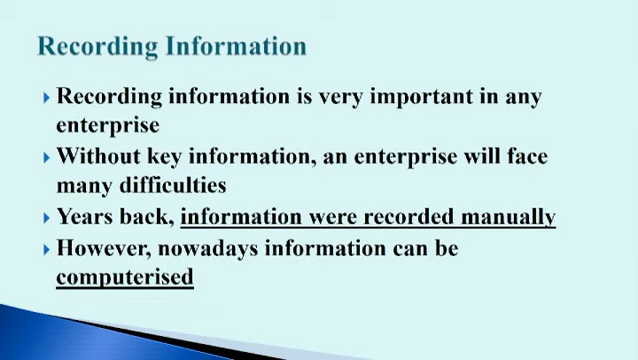 Recording Information
Recording information is very important in any
enterprise
Without key information, an enterprise will face
many difficulties
Years back, information were recorded manually
However, nowadays information can be
computerised